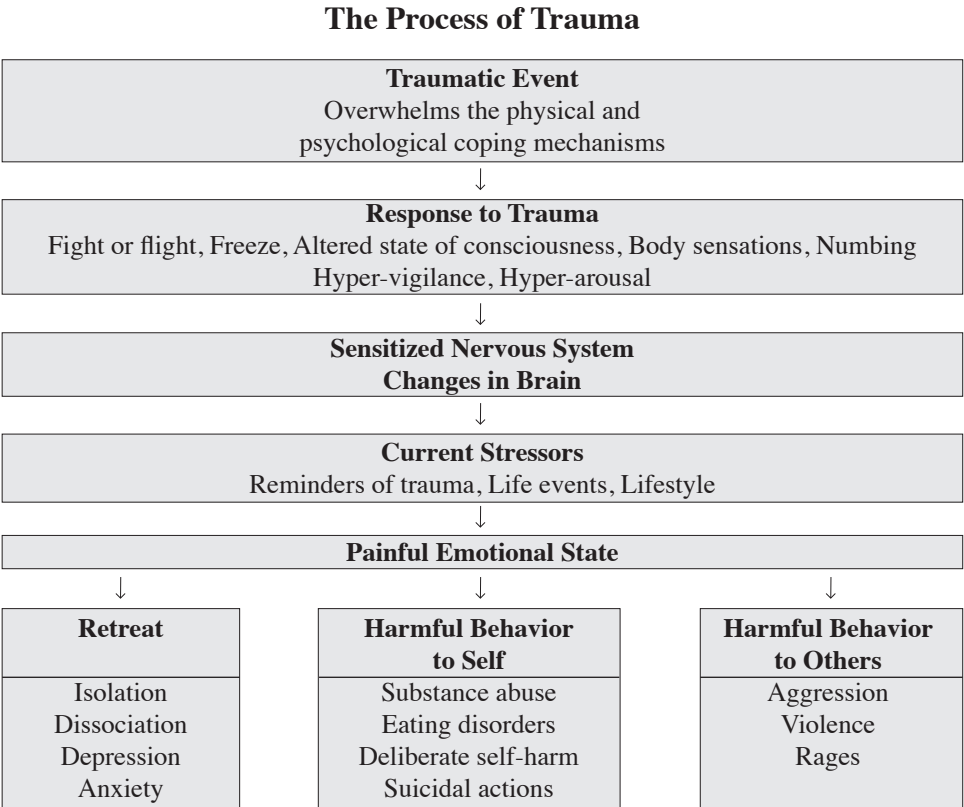 The Process of Trauma
Traumatic Event
Overwhelms the physical and
psychological coping mechanisms
↓
Response to Trauma
Fight or flight, Freeze, Altered state of consciousness, Body sensations, Numbing
Hyper-vigilance, Hyper-arousal
↓
Sensitized Nervous System
Changes in Brain
↓
Current Stressors
Reminders of trauma, Life events, Lifestyle
↓
Painful Emotional State
↓ ↓ ↓
Retreat
Isolation
Dissociation
Depression
Anxiety
Harmful Behavior
to Self
Substance abuse
Eating disorders
Deliberate self-harm
Suicidal actions
Harmful Behavior
to Others
Aggression
Violence
Rages